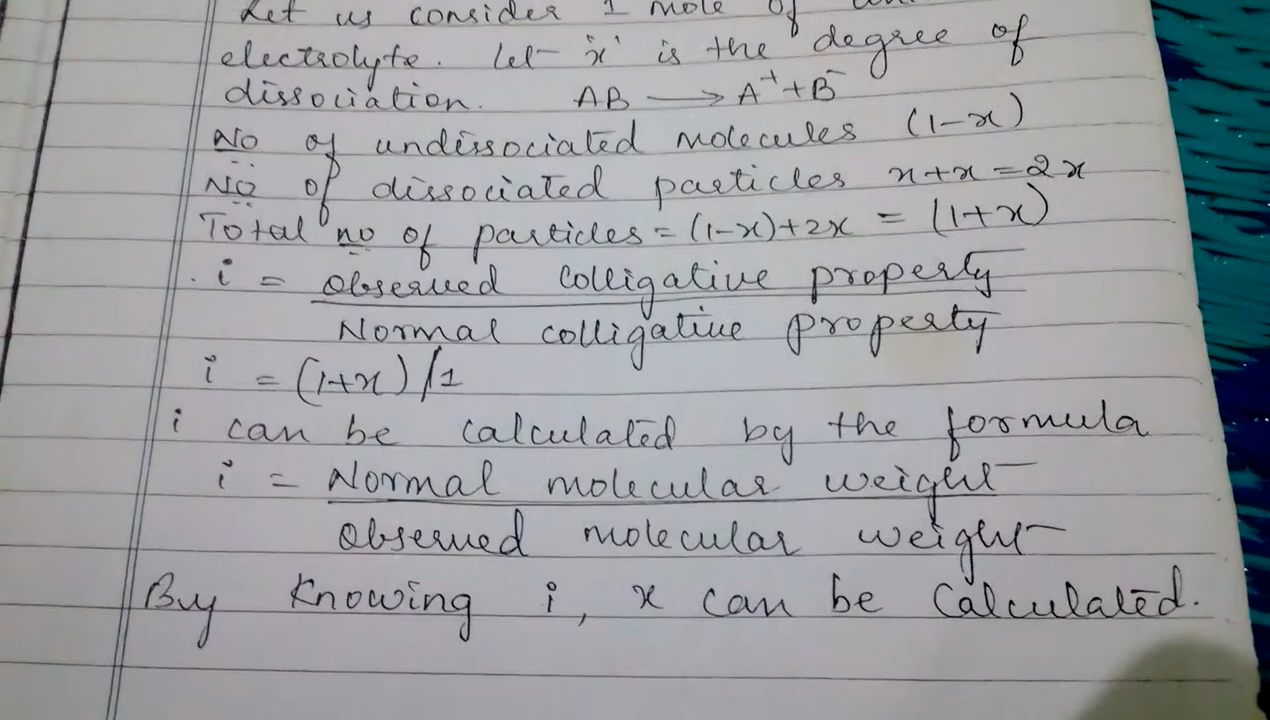 Let us consider 1 mole of
electrolyte. Let 'x' is the degree of
dissociation. AB → A⁺+B⁻
No of undissociated molecules (1-x)
No of dissociated particles x+x=2x
Total no of particles = (1-x)+2x = (1+x)
i = Observed Colligative property
Normal colligative property
i = (1+x)/1
i can be calculated by the formula
i = Normal molecular weight
Observed molecular weight
By Knowing i, x can be Calculated.